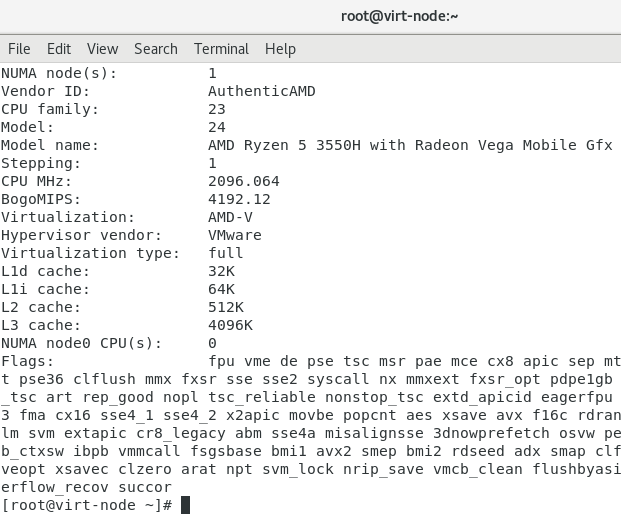 root@virt-node:~
File Edit View Search Terminal Help
NUMA node(s): 1
Vendor ID: AuthenticAMD
CPU family: 23
Model: 24
Model name: AMD Ryzen 5 3550H with Radeon Vega Mobile Gfx
Stepping: 1
CPU MHz: 2096.064
BogoMIPS: 4192.12
Virtualization: AMD-V
Hypervisor vendor: VMware
Virtualization type: full
L1d cache: 32K
L1i cache: 64K
L2 cache: 512K
L3 cache: 4096K
NUMA node0 CPU(s): 0
Flags: fpu vme de pse tsc msr pae mce cx8 apic sep mt
t pse36 clflush mmx fxsr sse sse2 syscall nx mmxext fxsr_opt pdpe1gb
_tsc art rep_good nopl tsc_reliable nonstop_tsc extd_apicid eagerfpu
3 fma cx16 sse4_1 sse4_2 x2apic movbe popcnt aes xsave avx f16c rdran
lm svm extapic cr8_legacy abm sse4a misalignsse 3dnowprefetch osvw pe
b_ctxsw ibpb vmmcall fsgsbase bmi1 avx2 smep bmi2 rdseed adx smap clf
veopt xsavec clzero arat npt svm_lock nrip_save vmcb_clean flushbyasi
erflow_recov succor
[root@virt-node ~]#